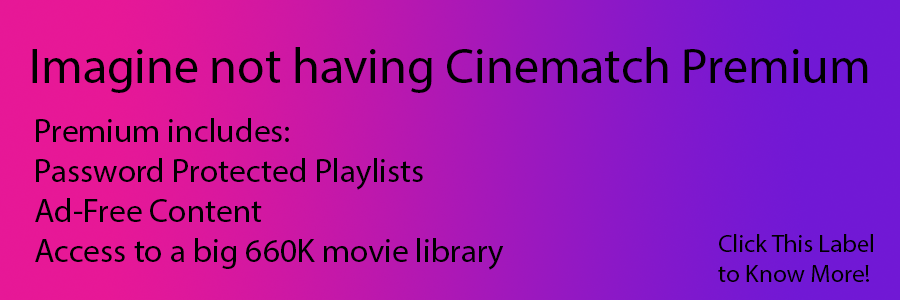 Imagine not having Cinematch Premium
Premium includes:
Password Protected Playlists
Ad-Free Content
Access to a big 660K movie library
Click This Label
to Know More!